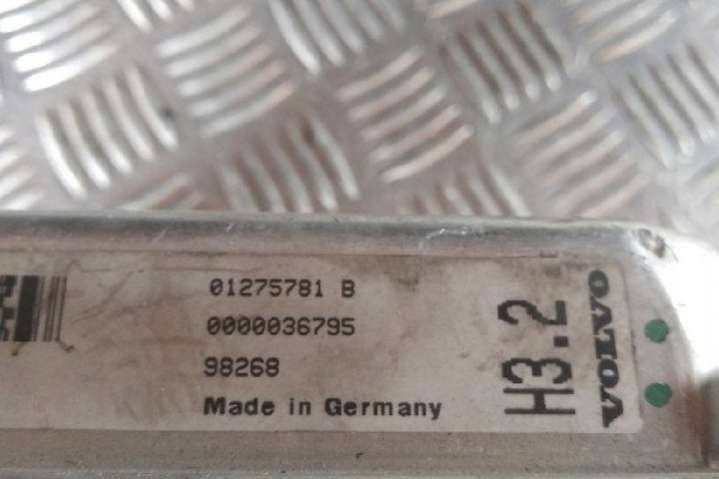 01275781 B
0000036795
98268
Made in Germany
H3.2
VOLVO